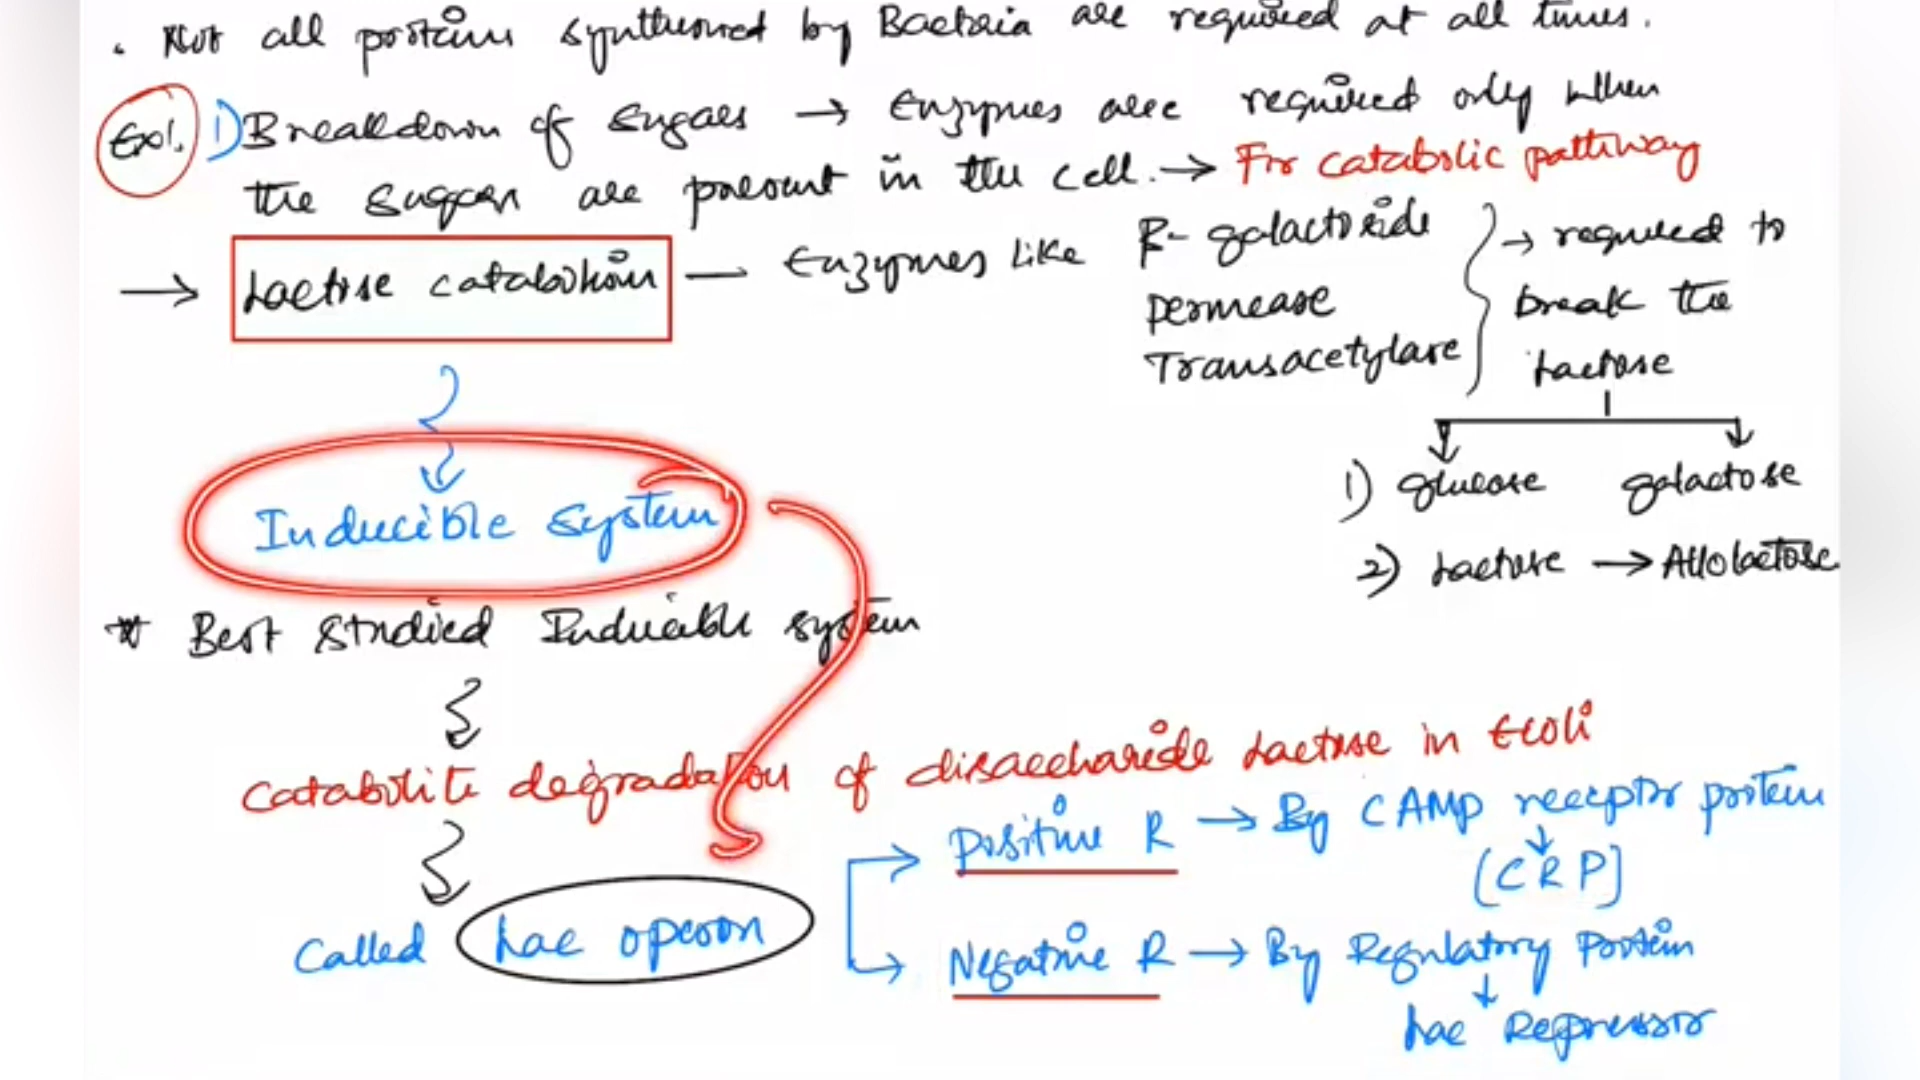 . Not all proteins synthesized by Bacteria are required at all times.
Ex1. 1) Breakdown of sugars → Enzymes are required only when
the sugars are present in the cell. → For catabolic pathway
→ Lactose catabolism — Enzymes like β- galactoside
permease
Transacetylase
→ required to
break the
Lactose
1) glucose galactose
2) Lactose → Allolactose
Inducible system
* Best Studied Inducible system
catabolite degradation of disaccharide Lactose in Ecoli
Called Lac operon
→ Positive R → By CAMP receptor protein
(CRP)
→ Negative R → By Regulatory Protein
Lac Repressor